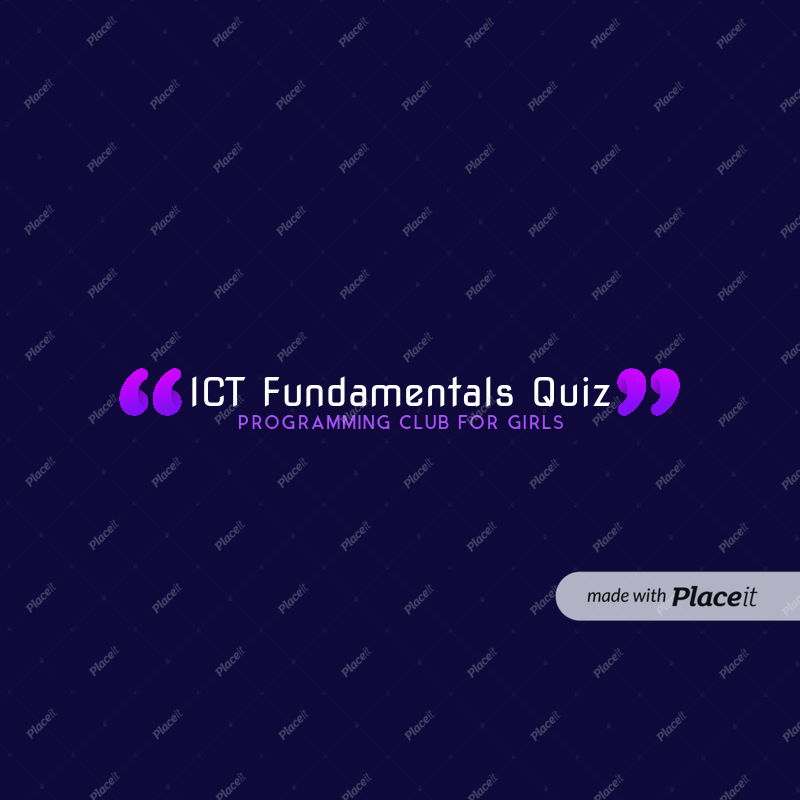 “ICT Fundamentals Quiz”
PROGRAMMING CLUB FOR GIRLS
made with Placeit